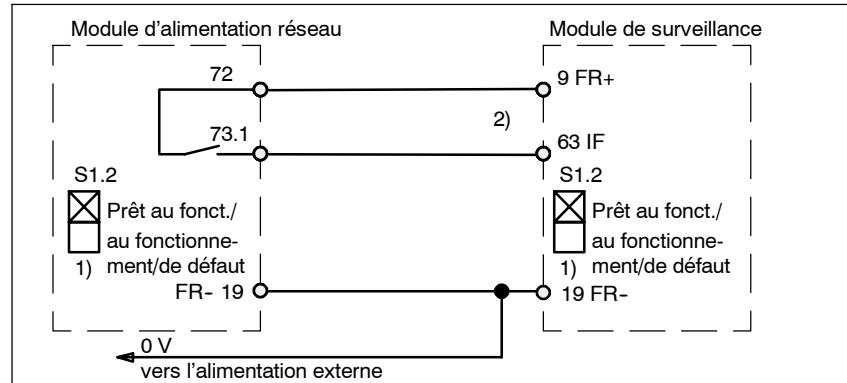 Module d'alimentation réseau
Module de surveillance
72
9 FR+
2)
73.1
63 IF
S1.2
Prêt au fonct./
au fonctionne-
ment/de défaut
1)
S1.2
Prêt au fonct./
au fonctionne-
ment/de défaut
1)
FR- 19
19 FR-
0 V
vers l'alimentation externe